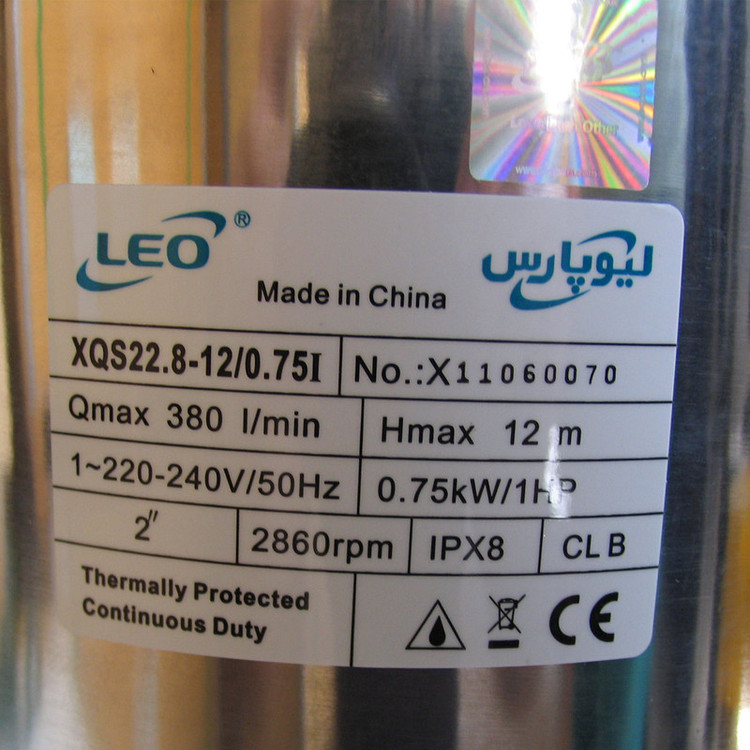 LEO®
لیوپارس
Made in China
XQS22.8-12/0.75I
No.:X11060070
Qmax 380 l/min
Hmax 12 m
1~220-240V/50Hz
0.75kW/1HP
2"
2860rpm
IPX8
CL B
Thermally Protected
Continuous Duty
CE